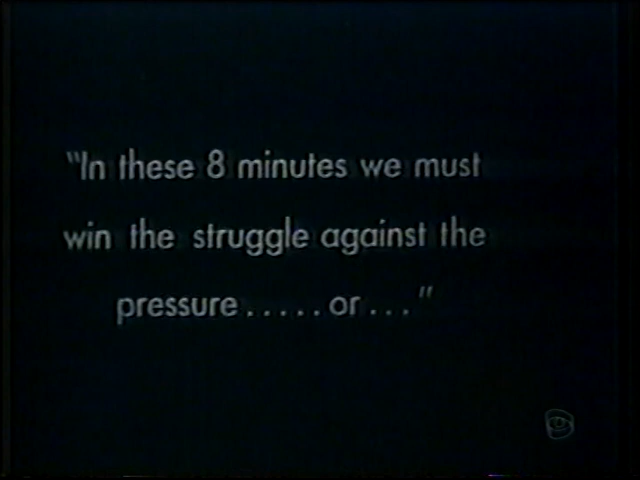 "In these 8 minutes we must
win the struggle against the
pressure.....or..."